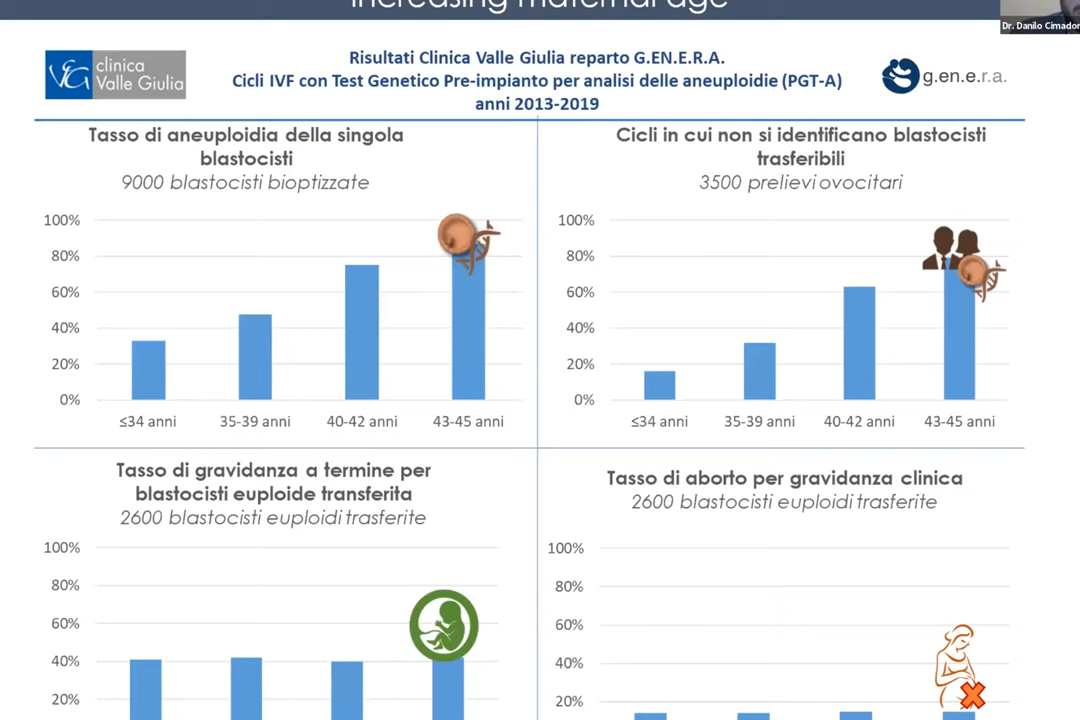 increasing maternal age
Dr. Danilo Cimador
clinica
Valle Giulia
Risultati Clinica Valle Giulia reparto G.EN.E.R.A.
Cicli IVF con Test Genetico Pre-impianto per analisi delle aneuploidie (PGT-A)
anni 2013-2019
g.en.e.r.a.
Tasso di aneuploidia della singola
blastocisti
9000 blastocisti bioptizzate
100%
80%
60%
40%
20%
0%
≤34 anni 35-39 anni 40-42 anni 43-45 anni
Cicli in cui non si identificano blastocisti
trasferibili
3500 prelievi ovocitari
100%
80%
60%
40%
20%
0%
≤34 anni 35-39 anni 40-42 anni 43-45 anni
Tasso di gravidanza a termine per
blastocisti euploide transferita
2600 blastocisti euploidi trasferite
100%
80%
60%
40%
20%
Tasso di aborto per gravidanza clinica
2600 blastocisti euploidi trasferite
100%
80%
60%
40%
20%